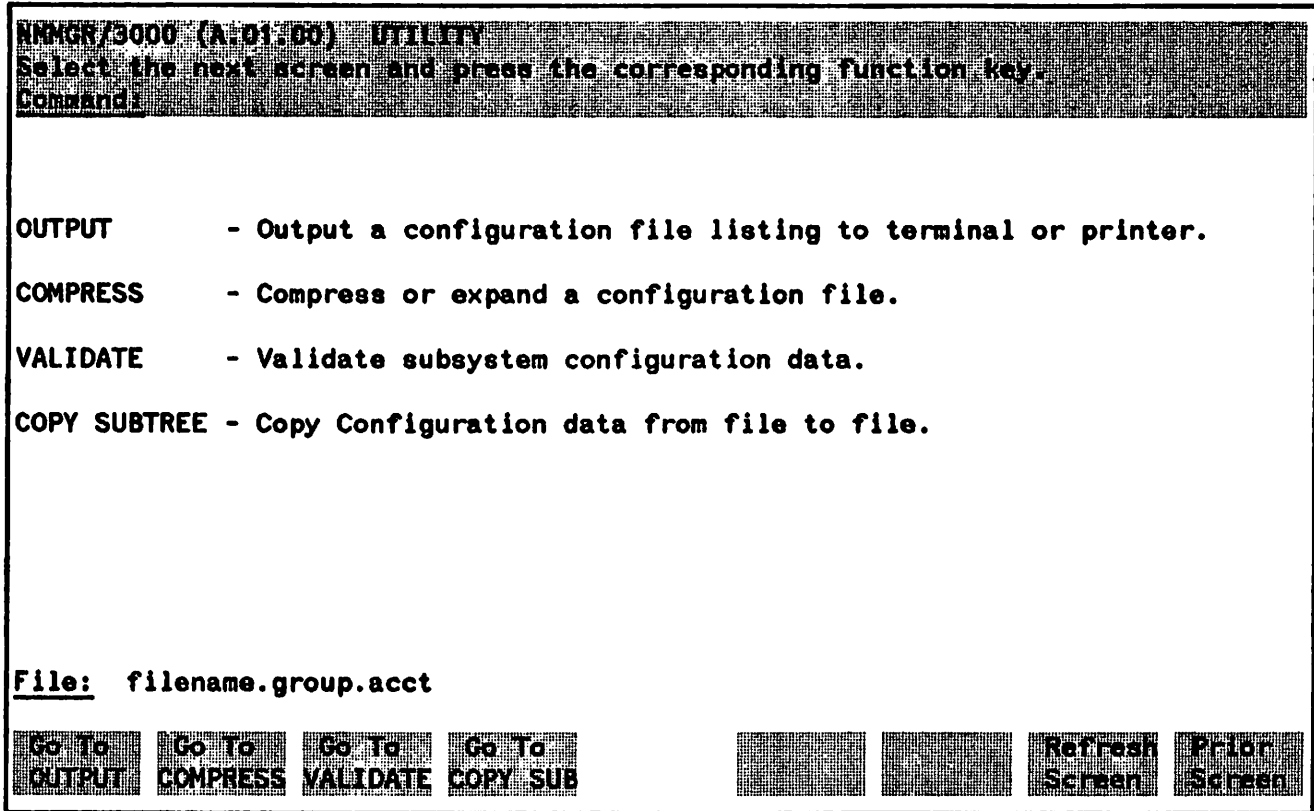 NMMGR/3000 (A.01.00) UTILITY
Select the next screen and press the corresponding function key.
Command:
OUTPUT - Output a configuration file listing to terminal or printer.
COMPRESS - Compress or expand a configuration file.
VALIDATE - Validate subsystem configuration data.
COPY SUBTREE - Copy Configuration data from file to file.
File: filename.group.acct
Go To Go To Go To Go To Refresh Prior
OUTPUT COMPRESS VALIDATE COPY SUB Screen Screen